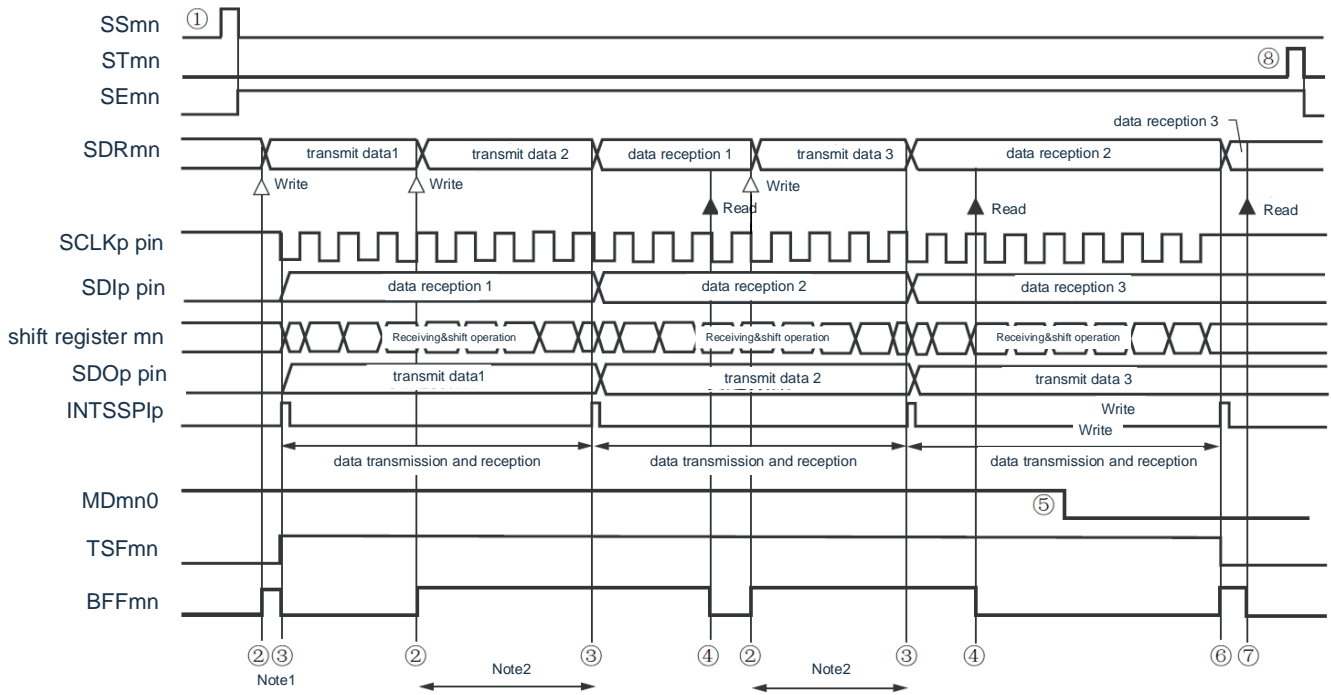 SSmn ①
STmn ⑧
SEmn
data reception 3
SDRmn transmit data1 transmit data 2 data reception 1 transmit data 3 data reception 2
Write Write Write
Read Read Read
SCLKp pin
SDIp pin data reception 1 data reception 2 data reception 3
shift register mn Receiving&shift operation Receiving&shift operation Receiving&shift operation
SDOp pin transmit data1 transmit data 2 transmit data 3
INTSSPIp Write
Write
data transmission and reception data transmission and reception data transmission and reception
MDmn0 ⑤
TSFmn
BFFmn
② ③ ② ③ ④ ② ③ ④ ⑥ ⑦
Note1 Note2 Note2